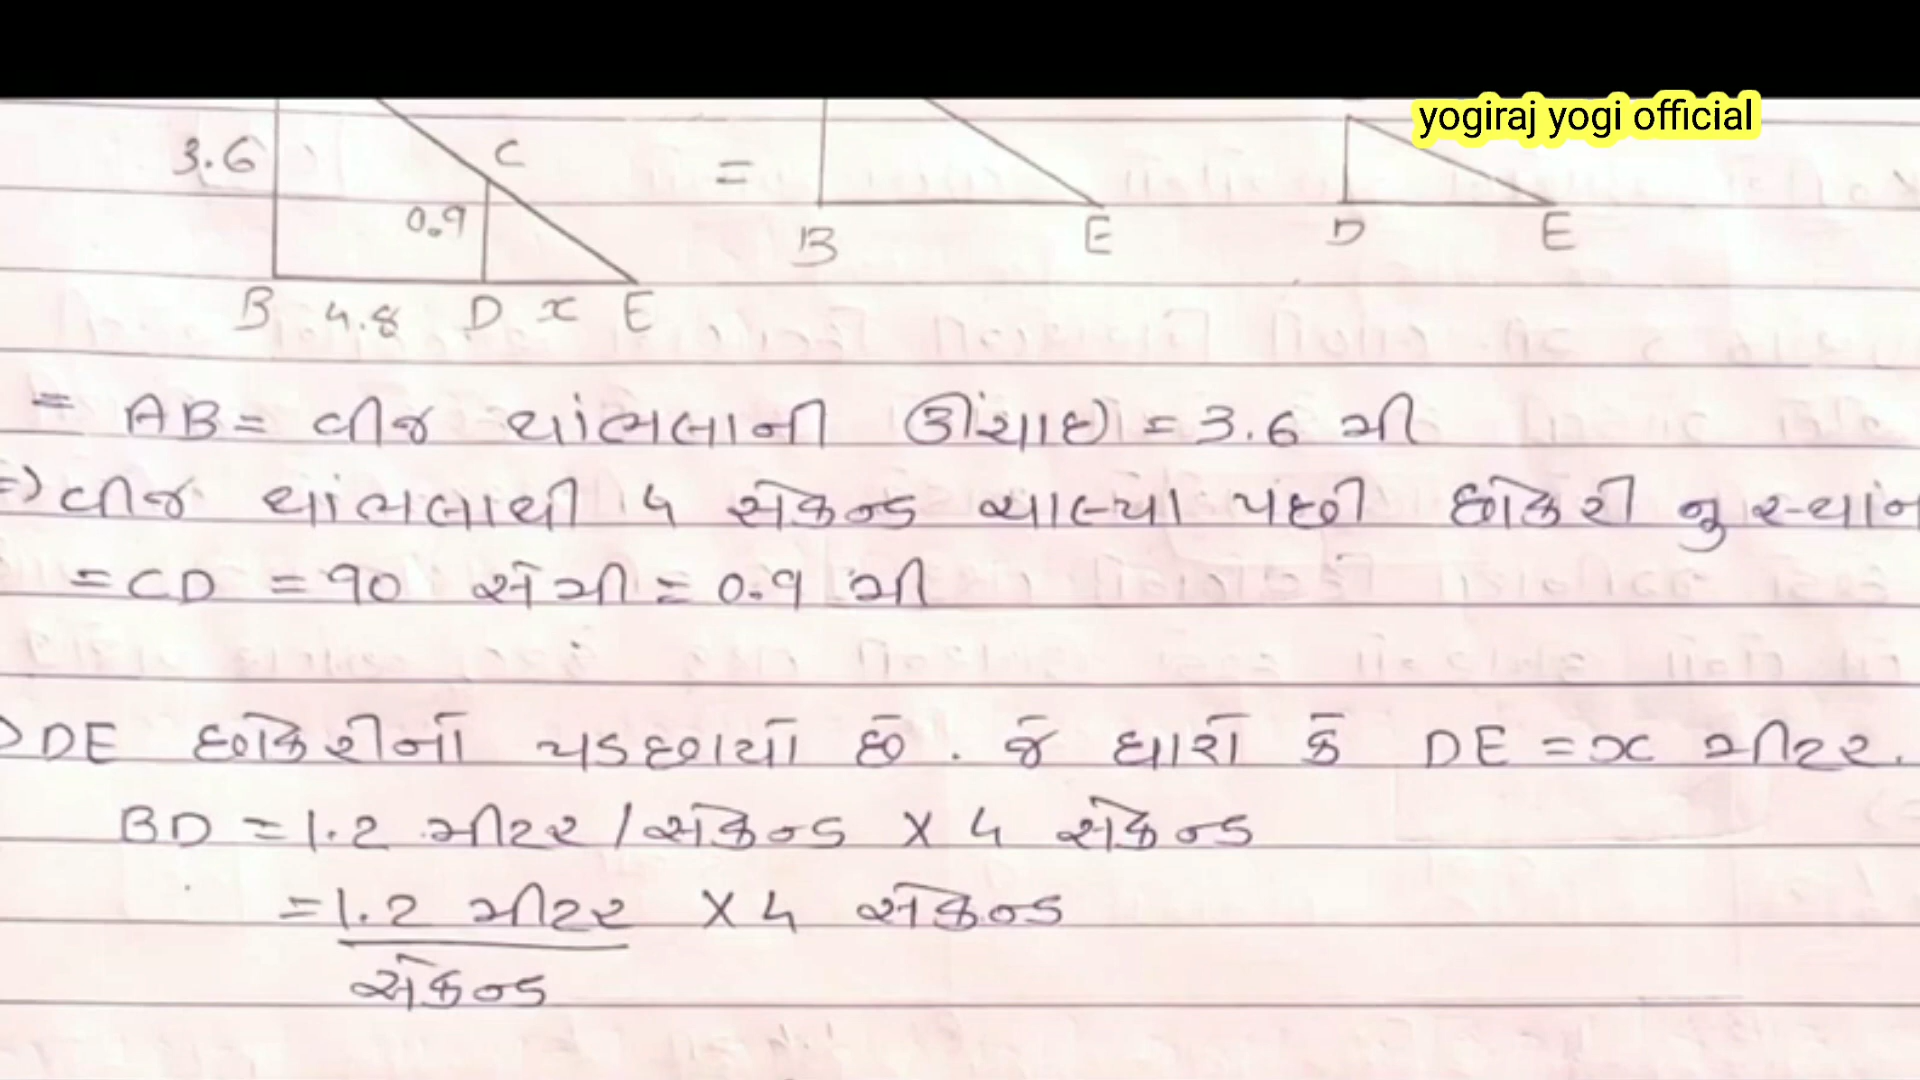 yogiraj yogi official
3.6 C =
0.9 B E D E
B 4.8 D x E
= AB = વીજ થાંભલાની ઊંચાઈ = 3.6 મી
=> વીજ થાંભલાથી 4 સેકન્ડ ચાલ્યા પછી છોકરી નુ સ્થાન
= CD = 90 સેમી = 0.9 મી
> DE છોકરીનો પડછાયો છે . જે ધારો કે DE = x મીટર.
BD = 1.2 મીટર / સેકન્ડ × 4 સેકેન્ડ
= 1.2 મીટર × 4 સેકન્ડ
સેકન્ડ